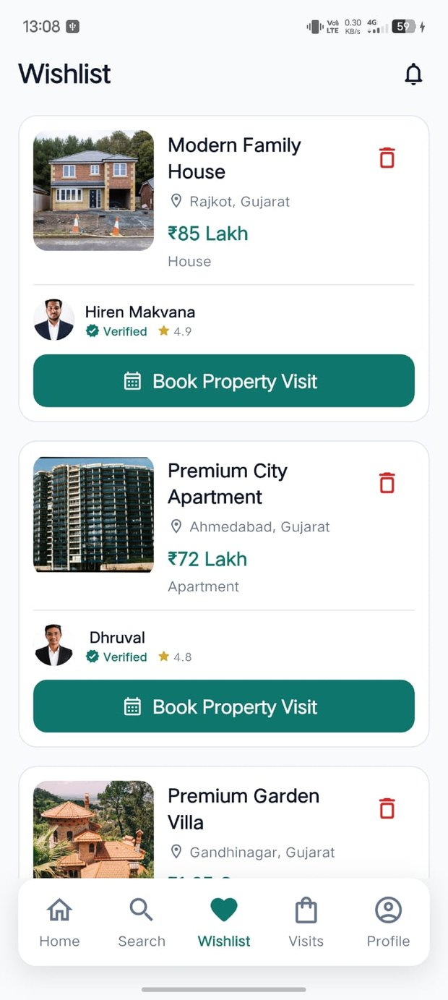 13:08
Vo)) LTE 0.30 KB/s 4G 59
Wishlist
Modern Family
House
Rajkot, Gujarat
₹85 Lakh
House
Hiren Makvana
Verified 4.9
Book Property Visit
Premium City
Apartment
Ahmedabad, Gujarat
₹72 Lakh
Apartment
Dhruval
Verified 4.8
Book Property Visit
Premium Garden
Villa
Gandhinagar, Gujarat
Home Search Wishlist Visits Profile